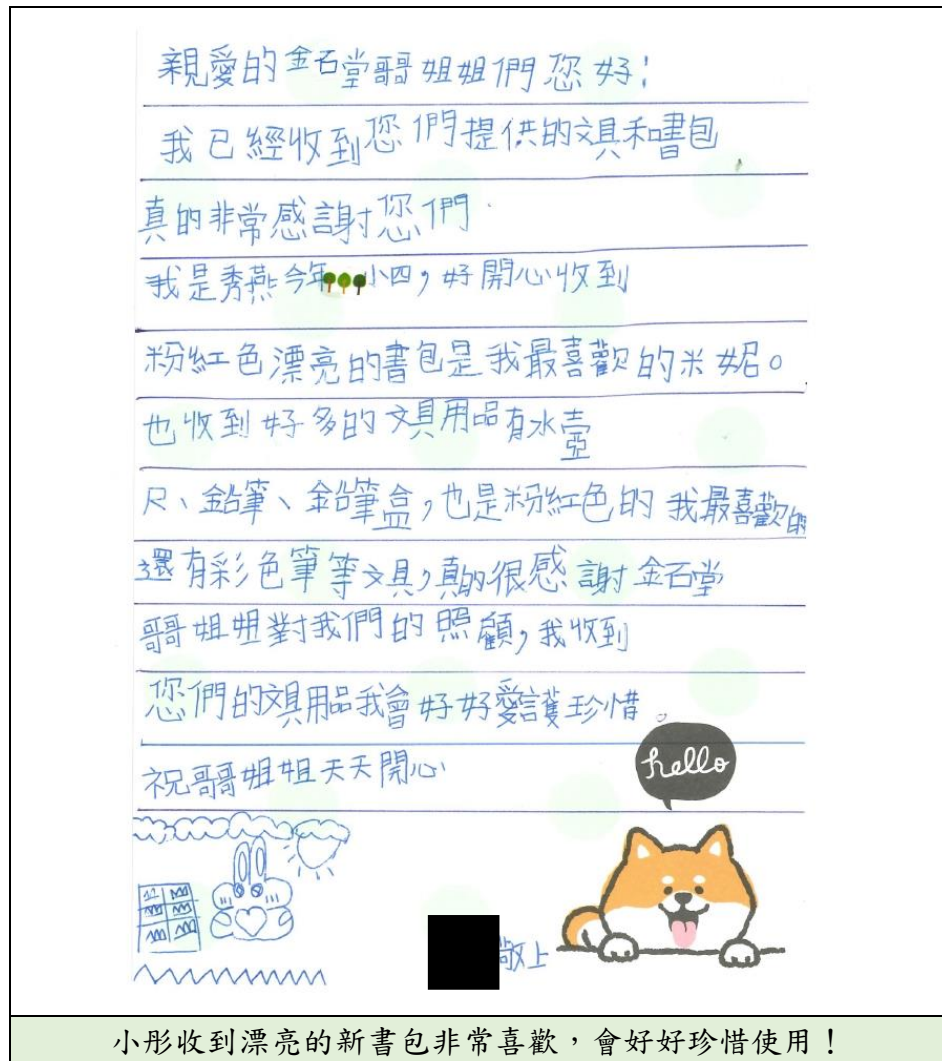 親愛的金石堂哥哥姐姐們您好!
我已經收到您們提供的文具和書包
真的非常感謝您們
我是秀燕今年小四,好開心收到
粉紅色漂亮的書包是我最喜歡的米妮。
也收到好多的文具用品有水壺
尺、鉛筆、鉛筆盒,也是粉紅色的 我最喜歡的
還有彩色筆等文具,真的很感謝金石堂
哥哥姐姐對我們的照顧,我收到
您們的文具用品我會好好愛護珍惜。
祝哥哥姐姐天天開心
hello
敬上
小彤收到漂亮的新書包非常喜歡,會好好珍惜使用!